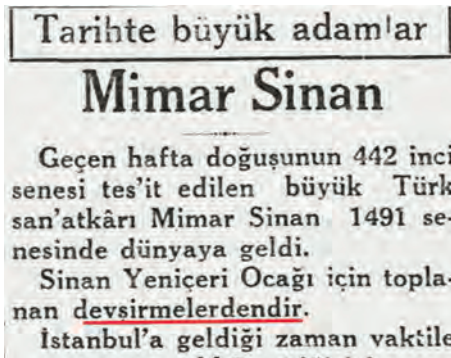 Tarihte büyük adamlar
Mimar Sinan
Geçen hafta doğuşunun 442 inci
senesi tes'it edilen büyük Türk
san'atkârı Mimar Sinan 1491 se-
nesinde dünyaya geldi.
Sinan Yeniçeri Ocağı için topla-
nan devşirmelerdendir.
İstanbul'a geldiği zaman vaktile